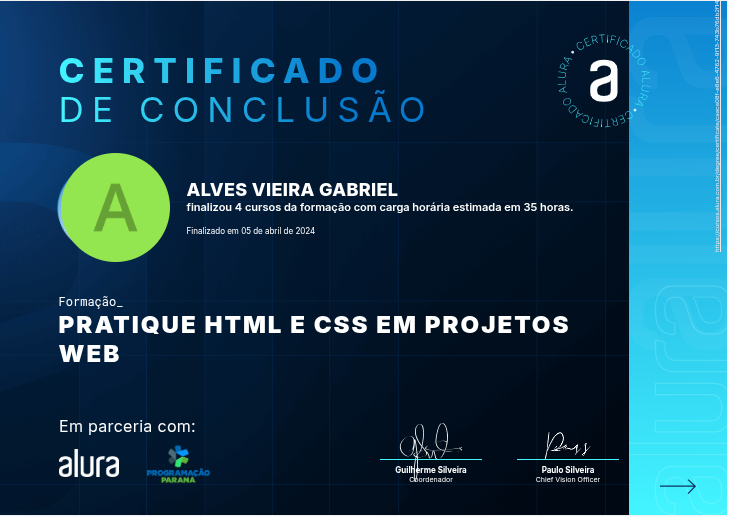 CERTIFICADO
DE CONCLUSÃO
CERTIFICADO ALURA • CERTIFICADO ALURA •
a
A
ALVES VIEIRA GABRIEL
finalizou 4 cursos da formação com carga horária estimada em 35 horas.
Finalizado em 05 de abril de 2024
Formação_
PRATIQUE HTML E CSS EM PROJETOS
WEB
Em parceria com:
alura
PROGRAMAÇÃO
PARANÁ
Guilherme Silveira
Coordenador
Paulo Silveira
Chief Vision Officer
alura